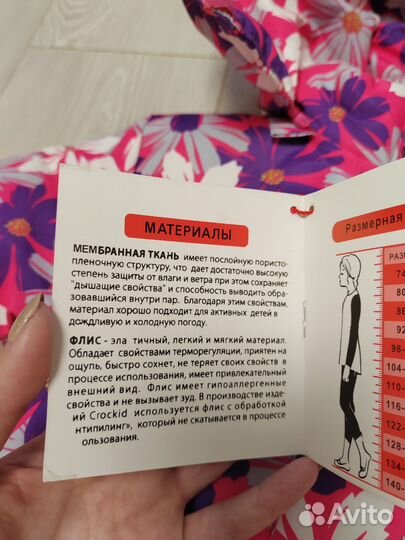 МАТЕРИАЛЫ
МЕМБРАННАЯ ТКАНЬ имеет послойную пористо-
пленочную структуру, что дает достаточно высокую
степень защиты от влаги и ветра при этом сохраняет
"дышащие свойства" и способность выводить обра-
зовавшийся внутри пар. Благодаря этим свойствам,
материал хорошо подходит для активных детей в
дождливую и холодную погоду.
ФЛИС - эла тичный, легкий и мягкий материал.
Обладает свойствами терморегуляции, приятен на
ощупь, быстро сохнет, не теряет своих свойств в
процессе использования, имеет привлекательный
внешний вид. Флис имеет гипоаллергенные
свойства и не вызывает зуд. В производстве изде-
ий Crockid используется флис с обработкой
нтипилинг», который не скатывается в процессе
ользования.
Размерная
РАЗМ
74
80
86
92
98-
104-
110-
116-
122-
128-
134-
140-
Avito